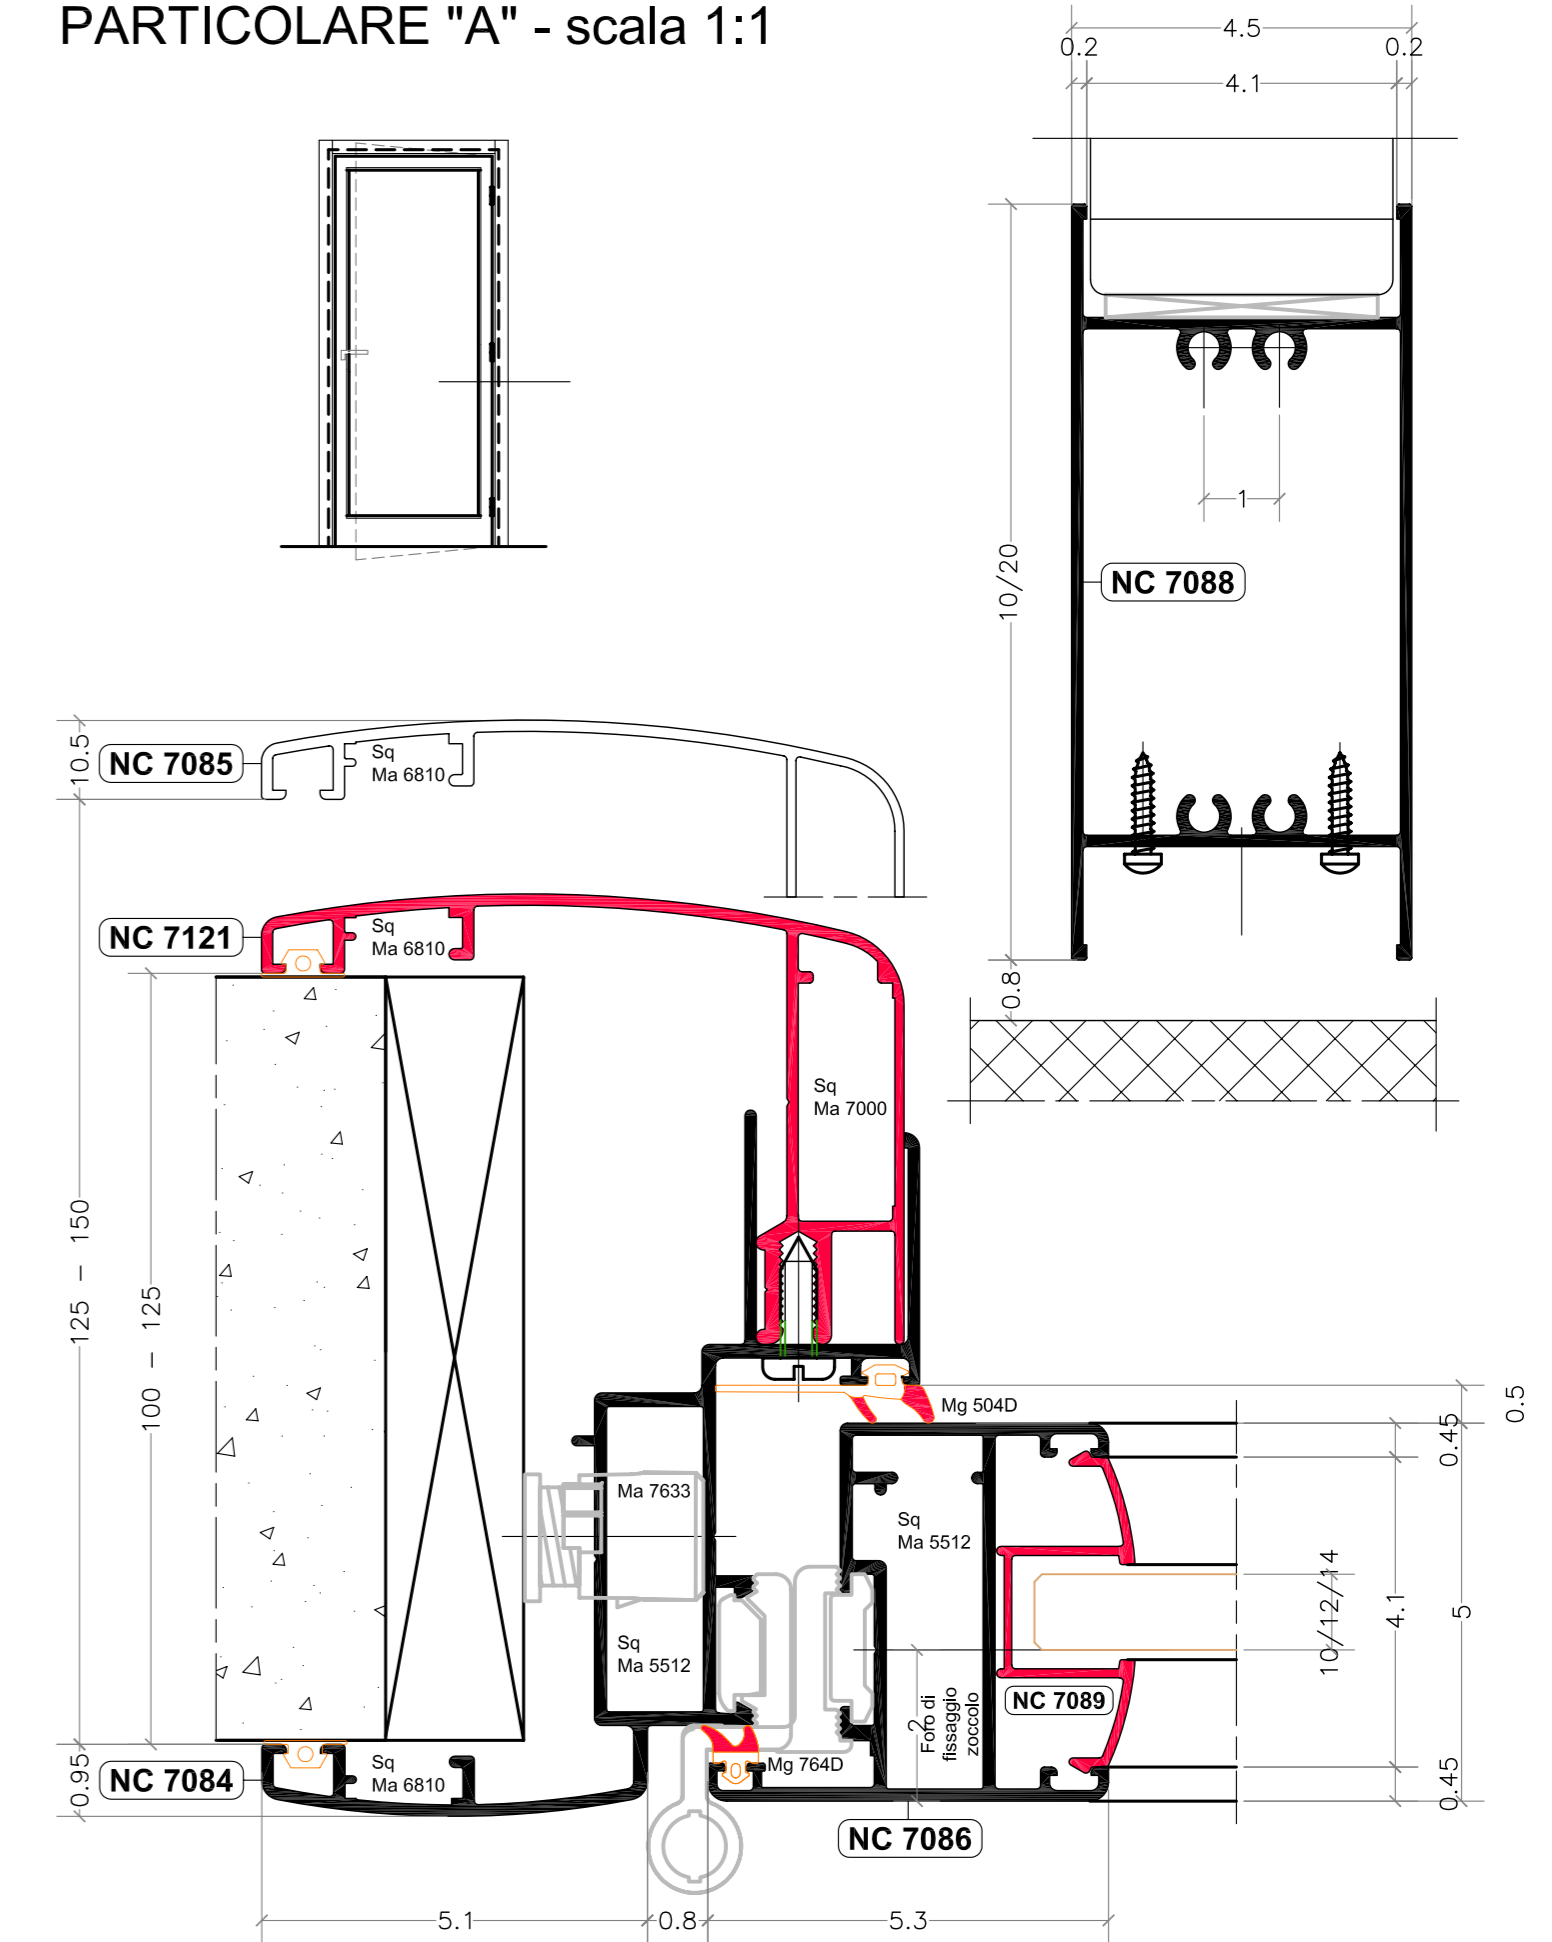 PARTICOLARE "A" - scala 1:1
4.5
0.2
0.2
4.1
10/20
1
NC 7088
0.8
10.5
NC 7085
Sq
Ma 6810
NC 7121
Sq
Ma 6810
Sq
Ma 7000
125 - 150
100 - 125
Mg 504D
0.5
0.45
Ma 7633
Sq
Ma 5512
Sq
Ma 5512
10/12/14
4.1
5
NC 7089
2
Foro di
fissaggio
zoccolo
0.95
NC 7084
Sq
Ma 6810
Mg 764D
0.45
NC 7086
5.1
0.8
5.3